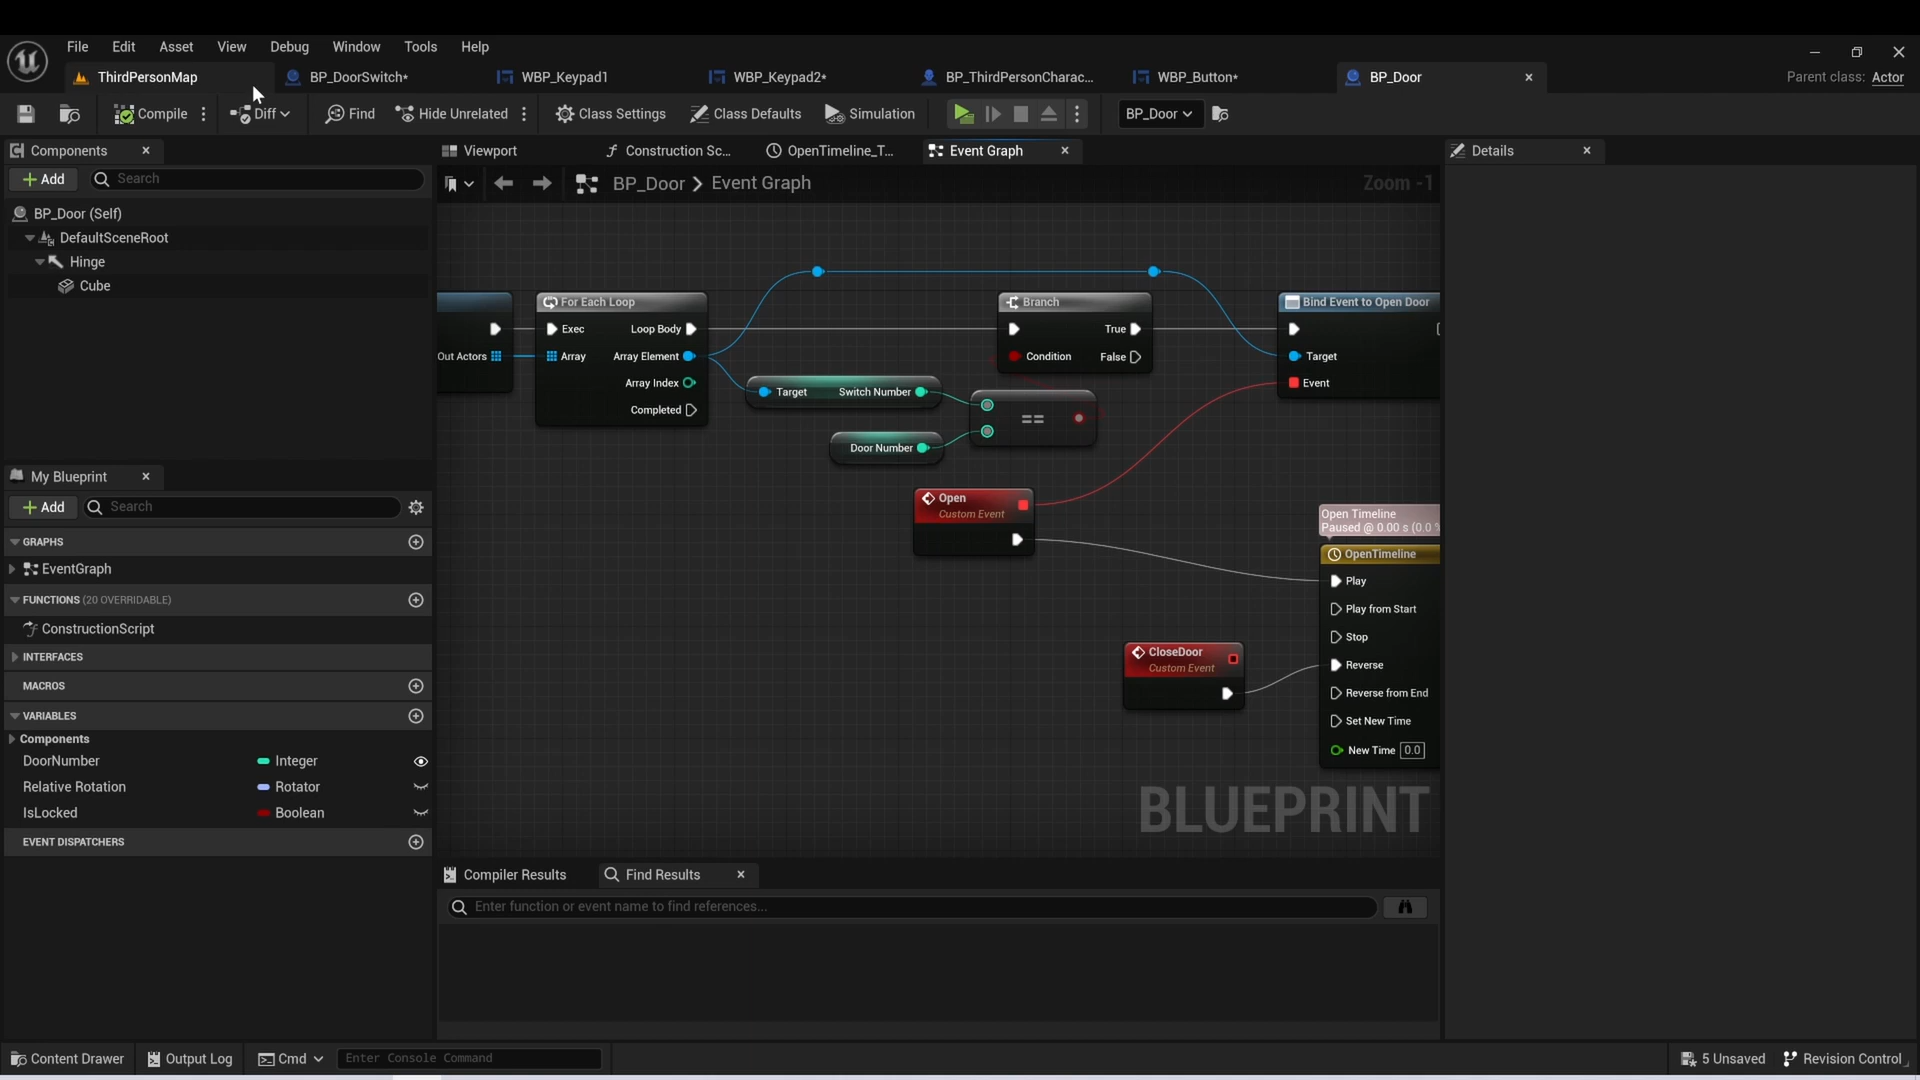 File Edit Asset View Debug Window Tools Help
ThirdPersonMap BP_DoorSwitch* WBP_Keypad1 WBP_Keypad2* BP_ThirdPersonCharac... WBP_Button* BP_Door Parent class: Actor
Compile Diff Find Hide Unrelated Class Settings Class Defaults Simulation BP_Door
Components Viewport Construction Sc... OpenTimeline_T... Event Graph Details
Add Search BP_Door Event Graph Zoom -1
BP_Door (Self)
DefaultSceneRoot
Hinge
Cube
For Each Loop Branch Bind Event to Open Door
Exec Loop Body True
Out Actors Array Array Element Condition False Target
Array Index Event
Target Switch Number
Completed
==
Door Number
My Blueprint
Add Search
Open
Custom Event
Open Timeline
Paused @ 0.00 s (0.0 %
GRAPHS
OpenTimeline
EventGraph
Play
FUNCTIONS (20 OVERRIDABLE)
Play from Start
ConstructionScript
Stop
INTERFACES
CloseDoor
Custom Event
Reverse
MACROS
Reverse from End
VARIABLES
Set New Time
Components
New Time 0.0
DoorNumber Integer
Relative Rotation Rotator
IsLocked Boolean
BLUEPRINT
EVENT DISPATCHERS
Compiler Results Find Results
Enter function or event name to find references...
Content Drawer Output Log Cmd Enter Console Command 5 Unsaved Revision Control